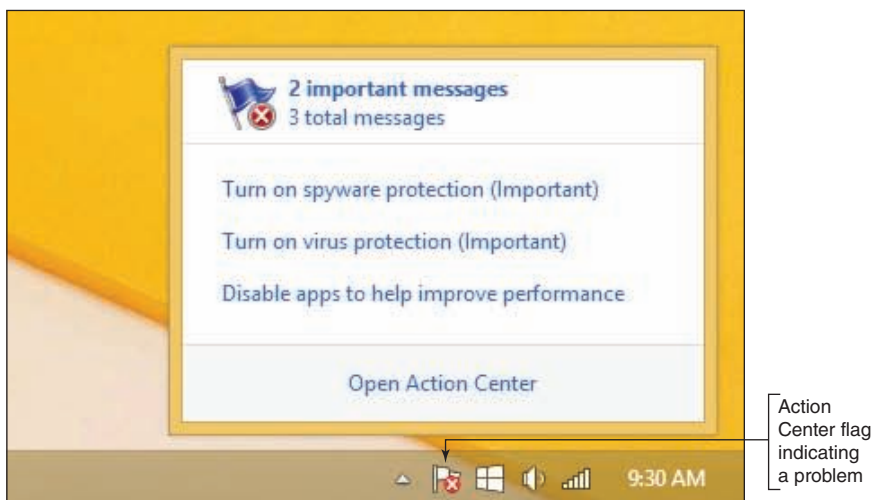 2 important messages
3 total messages
Turn on spyware protection (Important)
Turn on virus protection (Important)
Disable apps to help improve performance
Open Action Center
9:30 AM
Action
Center flag
indicating
a problem